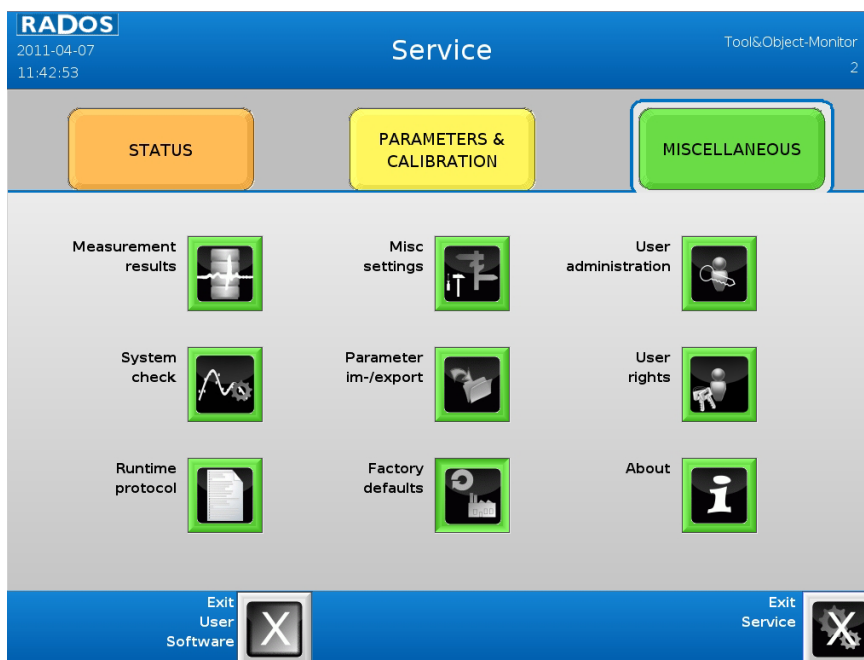 RADOS
2011-04-07
11:42:53
Service
Tool&Object-Monitor
2
STATUS
PARAMETERS &
CALIBRATION
MISCELLANEOUS
Measurement
results
Misc
settings
User
administration
System
check
Parameter
im-/export
User
rights
Runtime
protocol
Factory
defaults
About
Exit
User
Software
X
Exit
Service
X